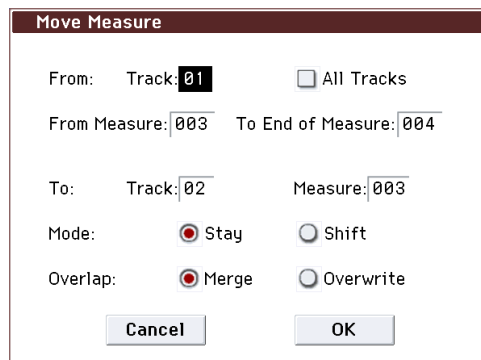 Move Measure
From: Track: 01 All Tracks
From Measure: 003 To End of Measure: 004
To: Track: 02 Measure: 003
Mode: Stay Shift
Overlap: Merge Overwrite
Cancel OK